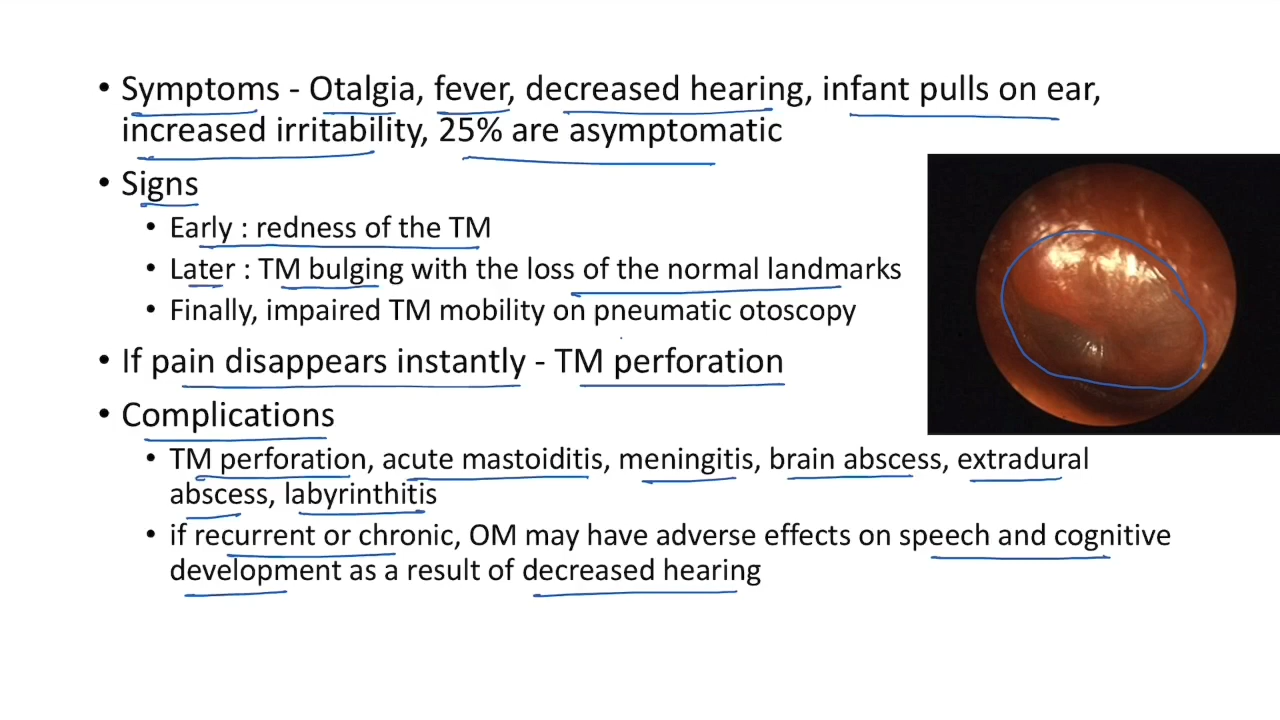 • Symptoms - Otalgia, fever, decreased hearing, infant pulls on ear,
increased irritability, 25% are asymptomatic
• Signs
• Early : redness of the TM
• Later : TM bulging with the loss of the normal landmarks
• Finally, impaired TM mobility on pneumatic otoscopy
• If pain disappears instantly - TM perforation
• Complications
• TM perforation, acute mastoiditis, meningitis, brain abscess, extradural
abscess, labyrinthitis
• if recurrent or chronic, OM may have adverse effects on speech and cognitive
development as a result of decreased hearing